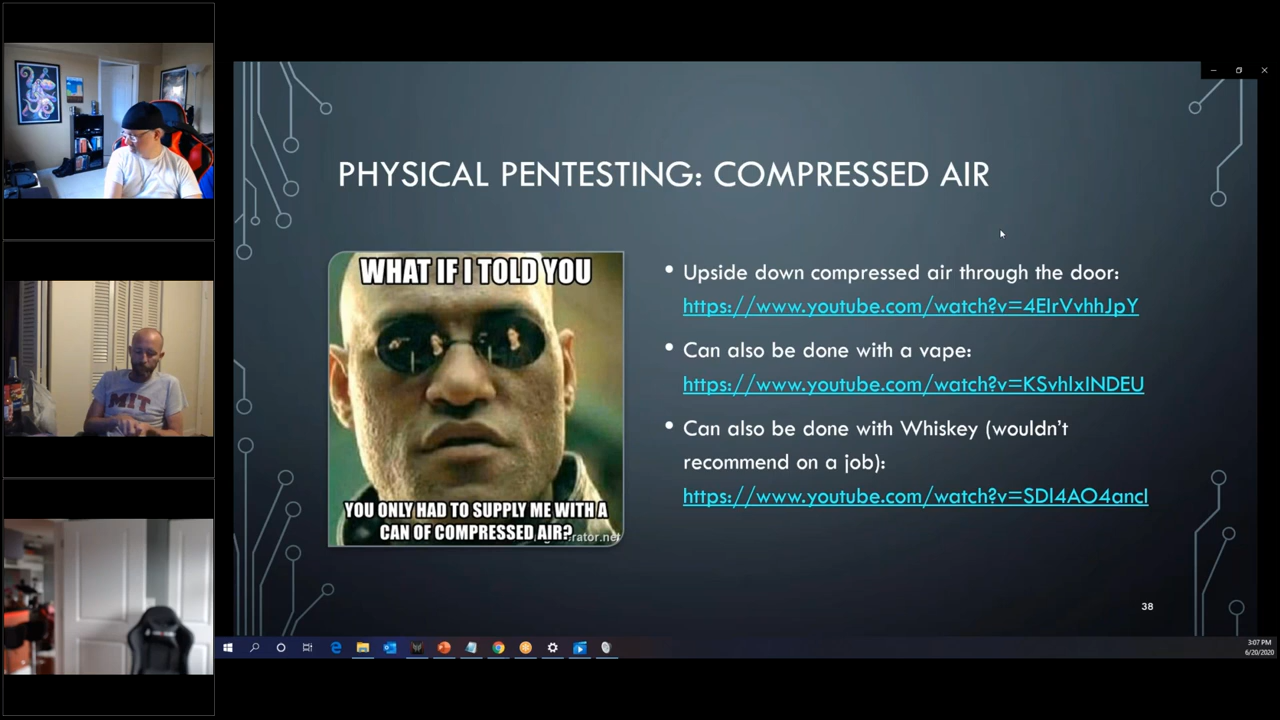 PHYSICAL PENTESTING: COMPRESSED AIR
WHAT IF I TOLD YOU
YOU ONLY HAD TO SUPPLY ME WITH A
CAN OF COMPRESSED AIR?
rator.net
• Upside down compressed air through the door:
https://www.youtube.com/watch?v=4EIrVvhhJpY
• Can also be done with a vape:
https://www.youtube.com/watch?v=KSvhlxINDEU
• Can also be done with Whiskey (wouldn't
recommend on a job):
https://www.youtube.com/watch?v=SDl4AO4ancI
38
MIT
3:07 PM
6/20/2020